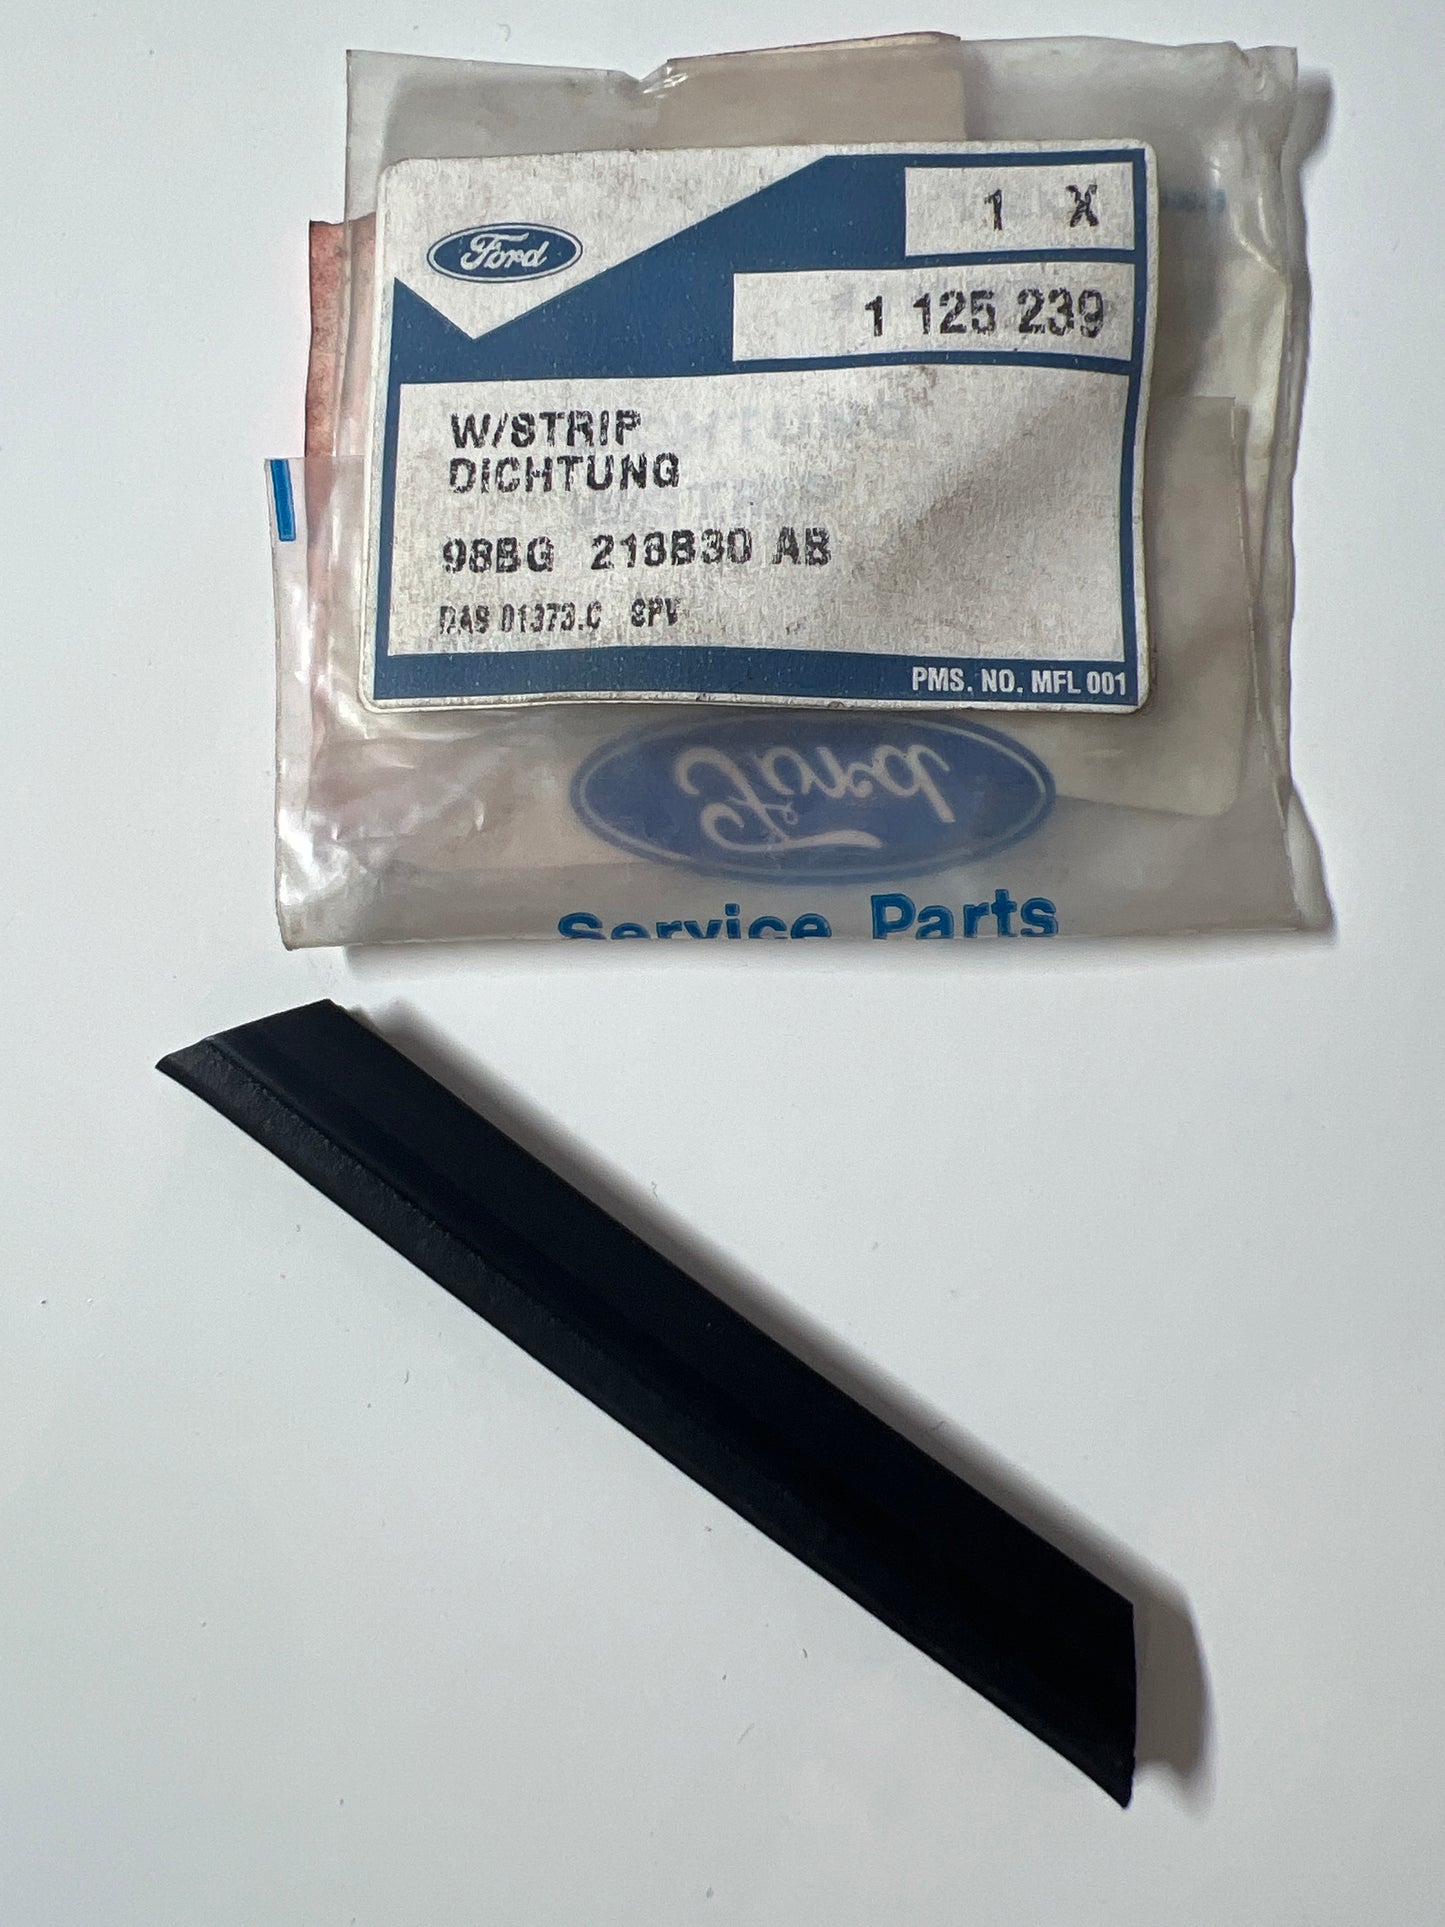 Ford
1 X
1 125 239
W/STRIP
DICHTUNG
98BG 218B30 AB
DAS 01373.C SPV
PMS. NO. MFL 001
Ford
Service Parts